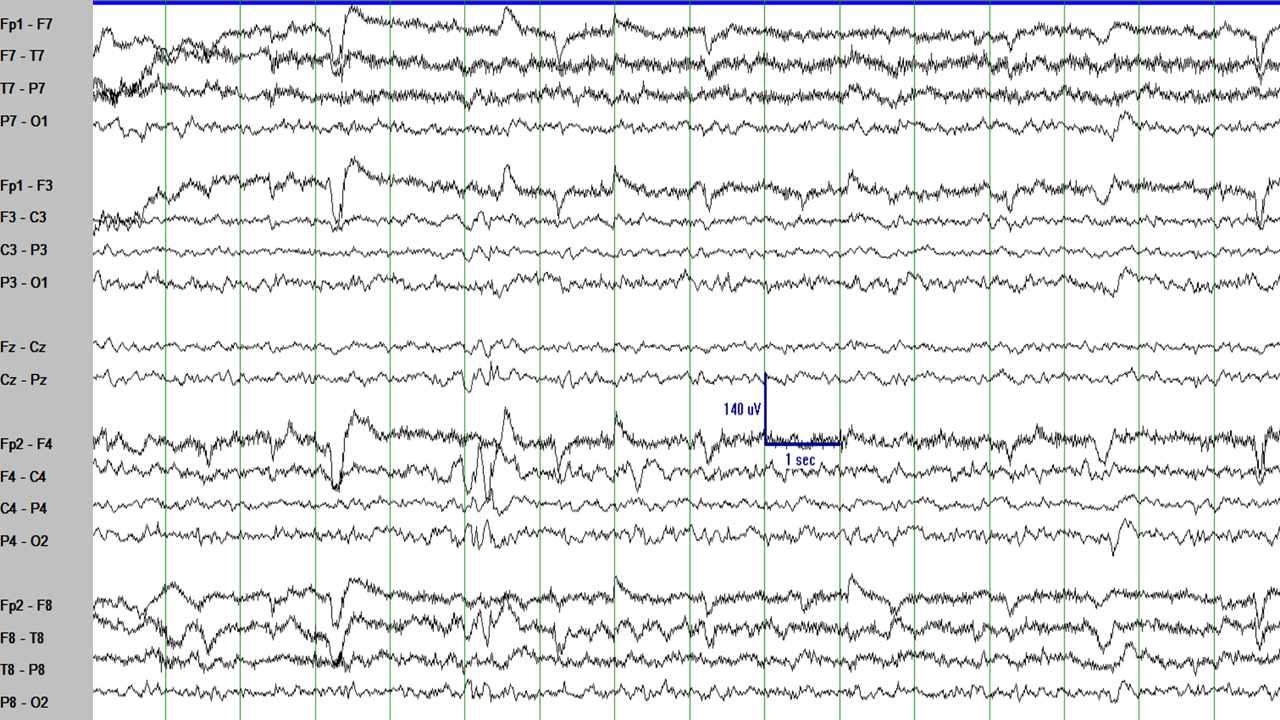 Fp1 - F7
F7 - T7
T7 - P7
P7 - O1
Fp1 - F3
F3 - C3
C3 - P3
P3 - O1
Fz - Cz
Cz - Pz
140 uV
Fp2 - F4
1 sec
F4 - C4
C4 - P4
P4 - O2
Fp2 - F8
F8 - T8
T8 - P8
P8 - O2